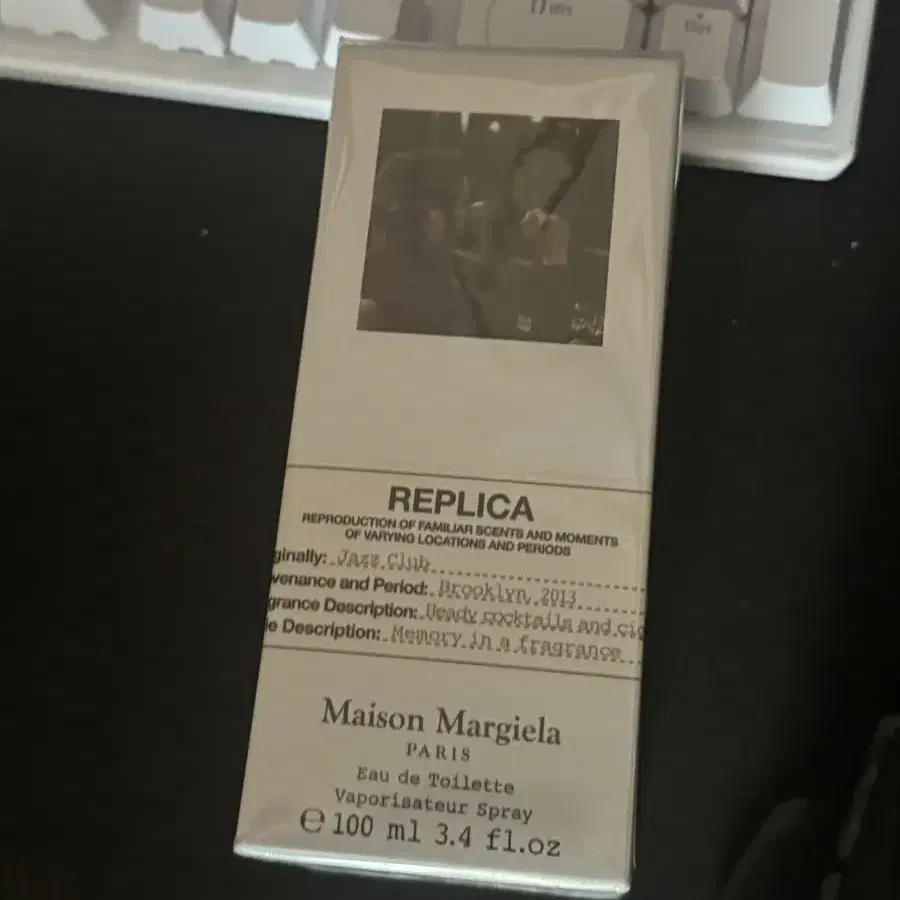 Del
REPLICA
REPRODUCTION OF FAMILIAR SCENTS AND MOMENTS
OF VARYING LOCATIONS AND PERIODS
ginally: Jazz Club
venance and Period: Brooklyn, 2013
grance Description: Heady cocktails and cig
e Description: Memory in a fragrance
Maison Margiela
PARIS
Eau de Toilette
Vaporisateur Spray
℮ 100 ml 3.4 fl.oz